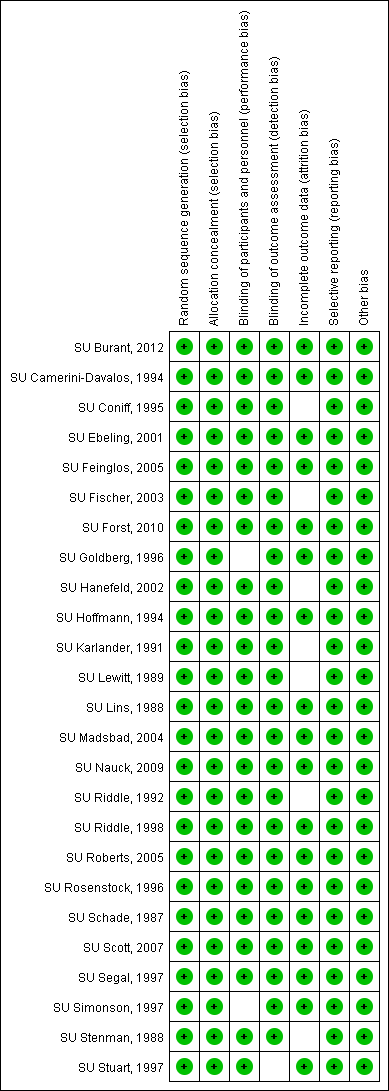 Random sequence generation (selection bias)
Allocation concealment (selection bias)
Blinding of participants and personnel (performance bias)
Blinding of outcome assessment (detection bias)
Incomplete outcome data (attrition bias)
Selective reporting (reporting bias)
Other bias
SU Burant, 2012 + + + + + + +
SU Camerini-Davalos, 1994 + + + + + + +
SU Coniff, 1995 + + + + + +
SU Ebeling, 2001 + + + + + + +
SU Feinglos, 2005 + + + + + + +
SU Fischer, 2003 + + + + + +
SU Forst, 2010 + + + + + + +
SU Goldberg, 1996 + + + + + +
SU Hanefeld, 2002 + + + + + +
SU Hoffmann, 1994 + + + + + + +
SU Karlander, 1991 + + + + + +
SU Lewitt, 1989 + + + + + +
SU Lins, 1988 + + + + + + +
SU Madsbad, 2004 + + + + + + +
SU Nauck, 2009 + + + + + + +
SU Riddle, 1992 + + + + + +
SU Riddle, 1998 + + + + + + +
SU Roberts, 2005 + + + + + + +
SU Rosenstock, 1996 + + + + + + +
SU Schade, 1987 + + + + + + +
SU Scott, 2007 + + + + + + +
SU Segal, 1997 + + + + + + +
SU Simonson, 1997 + + + + + +
SU Stenman, 1988 + + + + + +
SU Stuart, 1997 + + + + + +